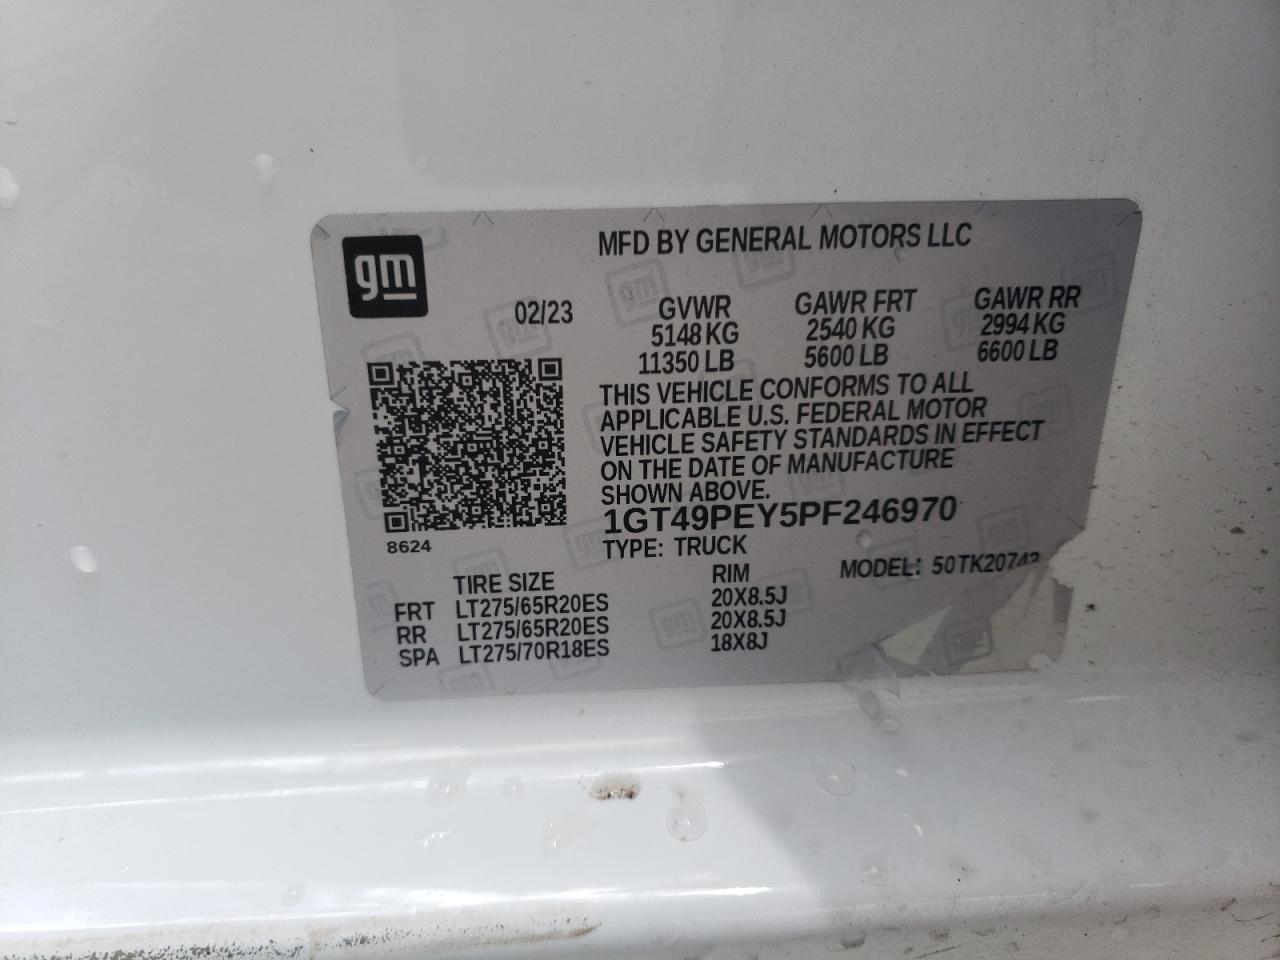 gm
MFD BY GENERAL MOTORS LLC
02/23
GVWR GAWR FRT GAWR RR
5148 KG 2540 KG 2994 KG
11350 LB 5600 LB 6600 LB
THIS VEHICLE CONFORMS TO ALL
APPLICABLE U.S. FEDERAL MOTOR
VEHICLE SAFETY STANDARDS IN EFFECT
ON THE DATE OF MANUFACTURE
SHOWN ABOVE.
1GT49PEY5PF246970
8624
TYPE: TRUCK
MODEL: 50TK20743
TIRE SIZE RIM
FRT LT275/65R20ES 20X8.5J
RR LT275/65R20ES 20X8.5J
SPA LT275/70R18ES 18X8J